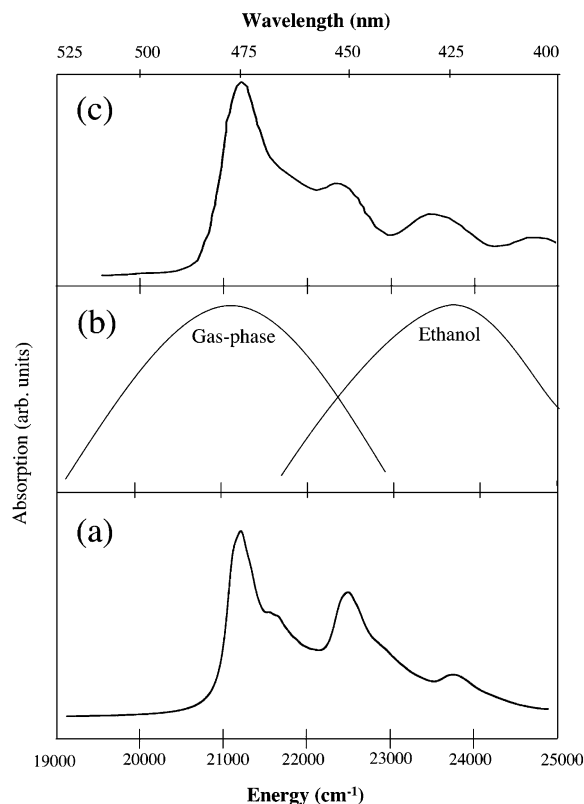 Wavelength (nm)
525 500 475 450 425 400
(c)
(b)
Gas-phase
Ethanol
Absorption (arb. units)
(a)
19000 20000 21000 22000 23000 24000 25000
Energy (cm⁻¹)